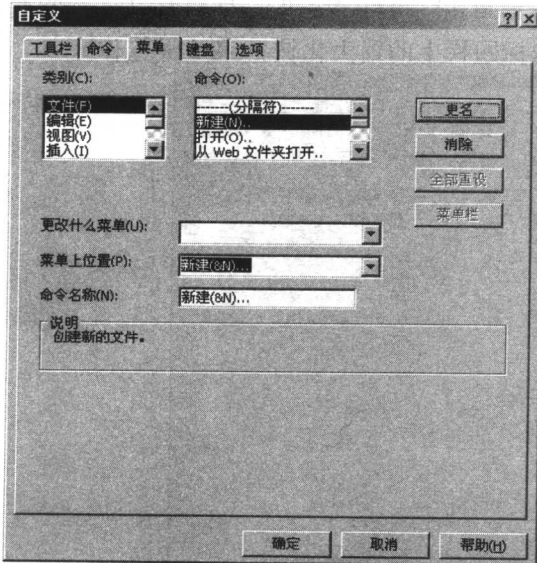 自定义
? ×
工具栏 命令 菜单 键盘 选项
类别(C):
文件(F)
编辑(E)
视图(V)
插入(I)
命令(O):
-------(分隔符)-------
新建(N)..
打开(O)..
从 Web 文件夹打开..
更名
消除
全部重设
菜单栏
更改什么菜单(U):
菜单上位置(P):
新建(&N)...
命令名称(N):
新建(&N)...
说明
创建新的文件。
确定
取消
帮助(H)